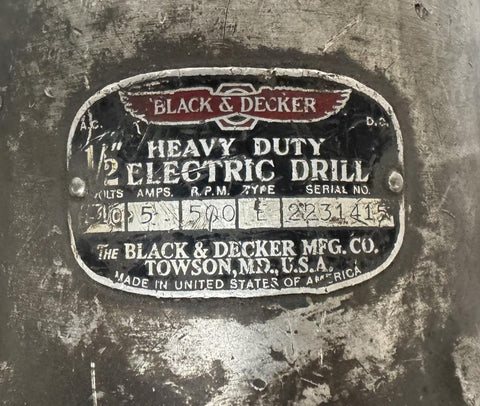 BLACK & DECKER
A.C. D.C.
1/2" HEAVY DUTY
ELECTRIC DRILL
VOLTS AMPS. R.P.M. TYPE SERIAL NO.
5 500 E 2231415
THE BLACK & DECKER MFG. CO.
TOWSON, MD., U.S.A.
MADE IN UNITED STATES OF AMERICA